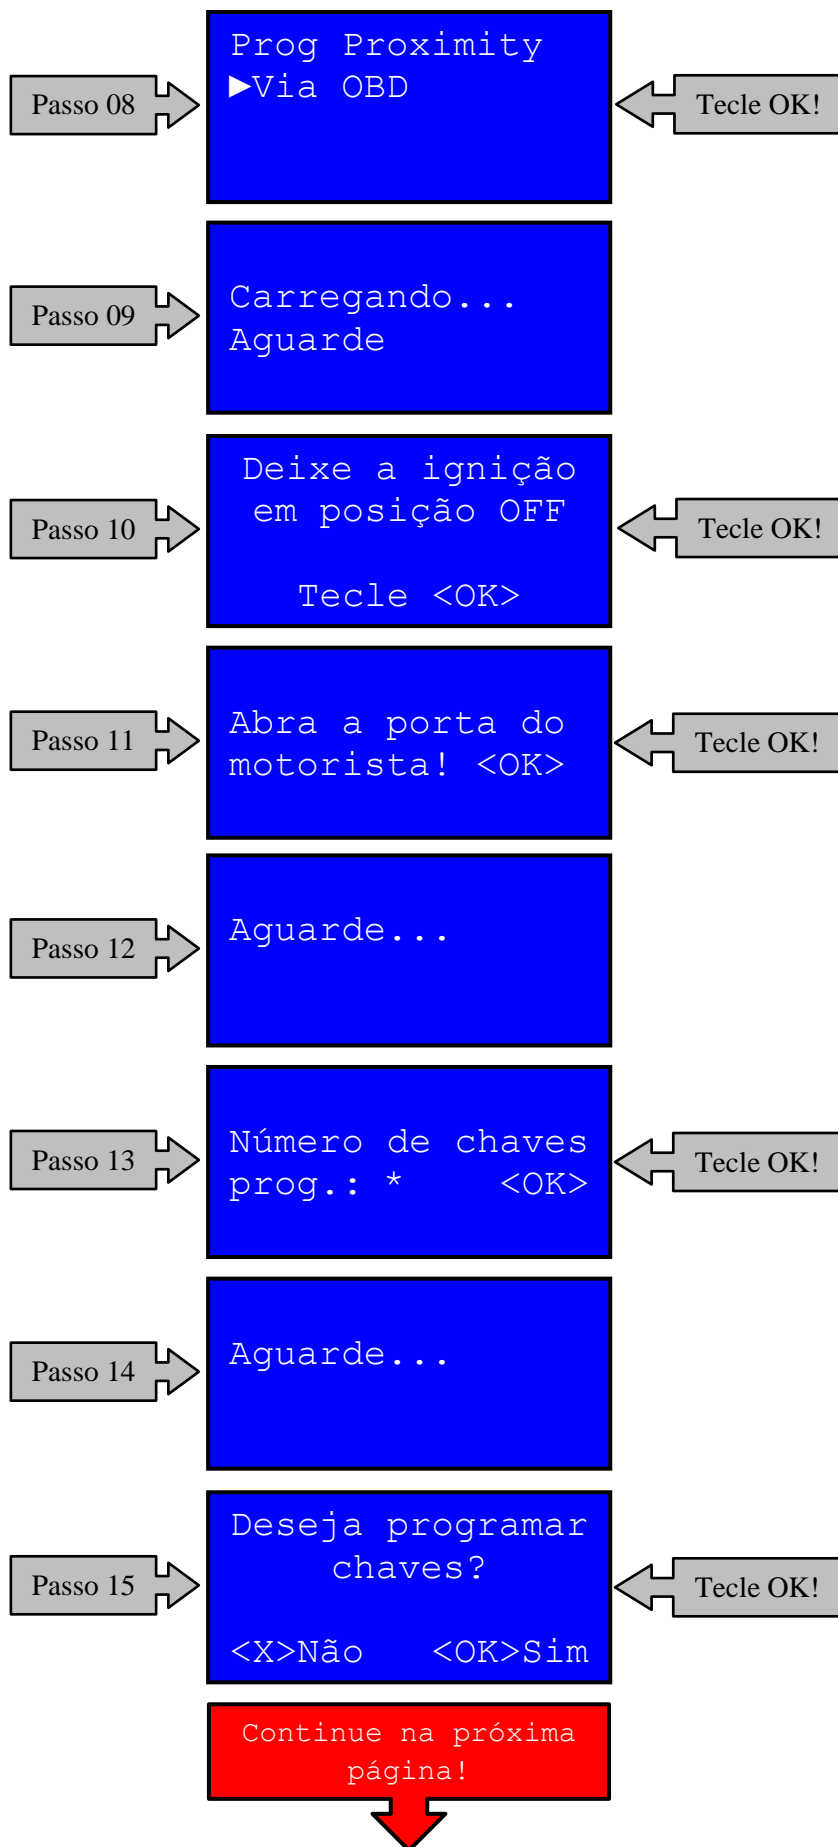 Prog Proximity
Passo 08
►Via OBD
Tecle OK!
Carregando...
Passo 09
Aguarde
Deixe a ignição
Passo 10
em posição OFF
Tecle OK!
Tecle <OK>
Passo 11
Abra a porta do
motorista! <OK>
Tecle OK!
Passo 12
Aguarde...
Passo 13
Número de chaves
prog.: * <OK>
Tecle OK!
Passo 14
Aguarde...
Deseja programar
Passo 15
chaves?
Tecle OK!
<X>Não <OK>Sim
Continue na próxima
página!